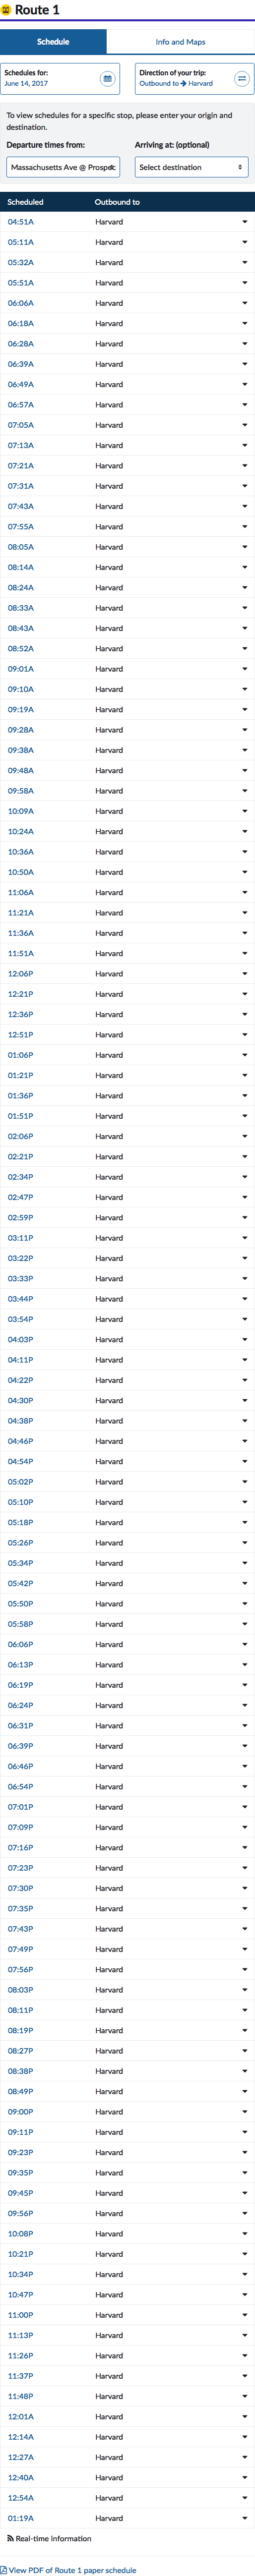 Route 1
Schedule Info and Maps
Schedules for:
June 14, 2017
Direction of your trip:
Outbound to → Harvard
To view schedules for a specific stop, please enter your origin and
destination.
Departure times from: Arriving at: (optional)
Massachusetts Ave @ Prospect Select destination
Scheduled Outbound to
04:51A Harvard
05:11A Harvard
05:32A Harvard
05:51A Harvard
06:06A Harvard
06:18A Harvard
06:28A Harvard
06:39A Harvard
06:49A Harvard
06:57A Harvard
07:05A Harvard
07:13A Harvard
07:21A Harvard
07:31A Harvard
07:43A Harvard
07:55A Harvard
08:05A Harvard
08:14A Harvard
08:24A Harvard
08:33A Harvard
08:43A Harvard
08:52A Harvard
09:01A Harvard
09:10A Harvard
09:19A Harvard
09:28A Harvard
09:38A Harvard
09:48A Harvard
09:58A Harvard
10:09A Harvard
10:24A Harvard
10:36A Harvard
10:50A Harvard
11:06A Harvard
11:21A Harvard
11:36A Harvard
11:51A Harvard
12:06P Harvard
12:21P Harvard
12:36P Harvard
12:51P Harvard
01:06P Harvard
01:21P Harvard
01:36P Harvard
01:51P Harvard
02:06P Harvard
02:21P Harvard
02:34P Harvard
02:47P Harvard
02:59P Harvard
03:11P Harvard
03:22P Harvard
03:33P Harvard
03:44P Harvard
03:54P Harvard
04:03P Harvard
04:11P Harvard
04:22P Harvard
04:30P Harvard
04:38P Harvard
04:46P Harvard
04:54P Harvard
05:02P Harvard
05:10P Harvard
05:18P Harvard
05:26P Harvard
05:34P Harvard
05:42P Harvard
05:50P Harvard
05:58P Harvard
06:06P Harvard
06:13P Harvard
06:19P Harvard
06:24P Harvard
06:31P Harvard
06:39P Harvard
06:46P Harvard
06:54P Harvard
07:01P Harvard
07:09P Harvard
07:16P Harvard
07:23P Harvard
07:30P Harvard
07:35P Harvard
07:43P Harvard
07:49P Harvard
07:56P Harvard
08:03P Harvard
08:11P Harvard
08:19P Harvard
08:27P Harvard
08:38P Harvard
08:49P Harvard
09:00P Harvard
09:11P Harvard
09:23P Harvard
09:35P Harvard
09:45P Harvard
09:56P Harvard
10:08P Harvard
10:21P Harvard
10:34P Harvard
10:47P Harvard
11:00P Harvard
11:13P Harvard
11:26P Harvard
11:37P Harvard
11:48P Harvard
12:01A Harvard
12:14A Harvard
12:27A Harvard
12:40A Harvard
12:54A Harvard
01:19A Harvard
Real-time Information
View PDF of Route 1 paper schedule